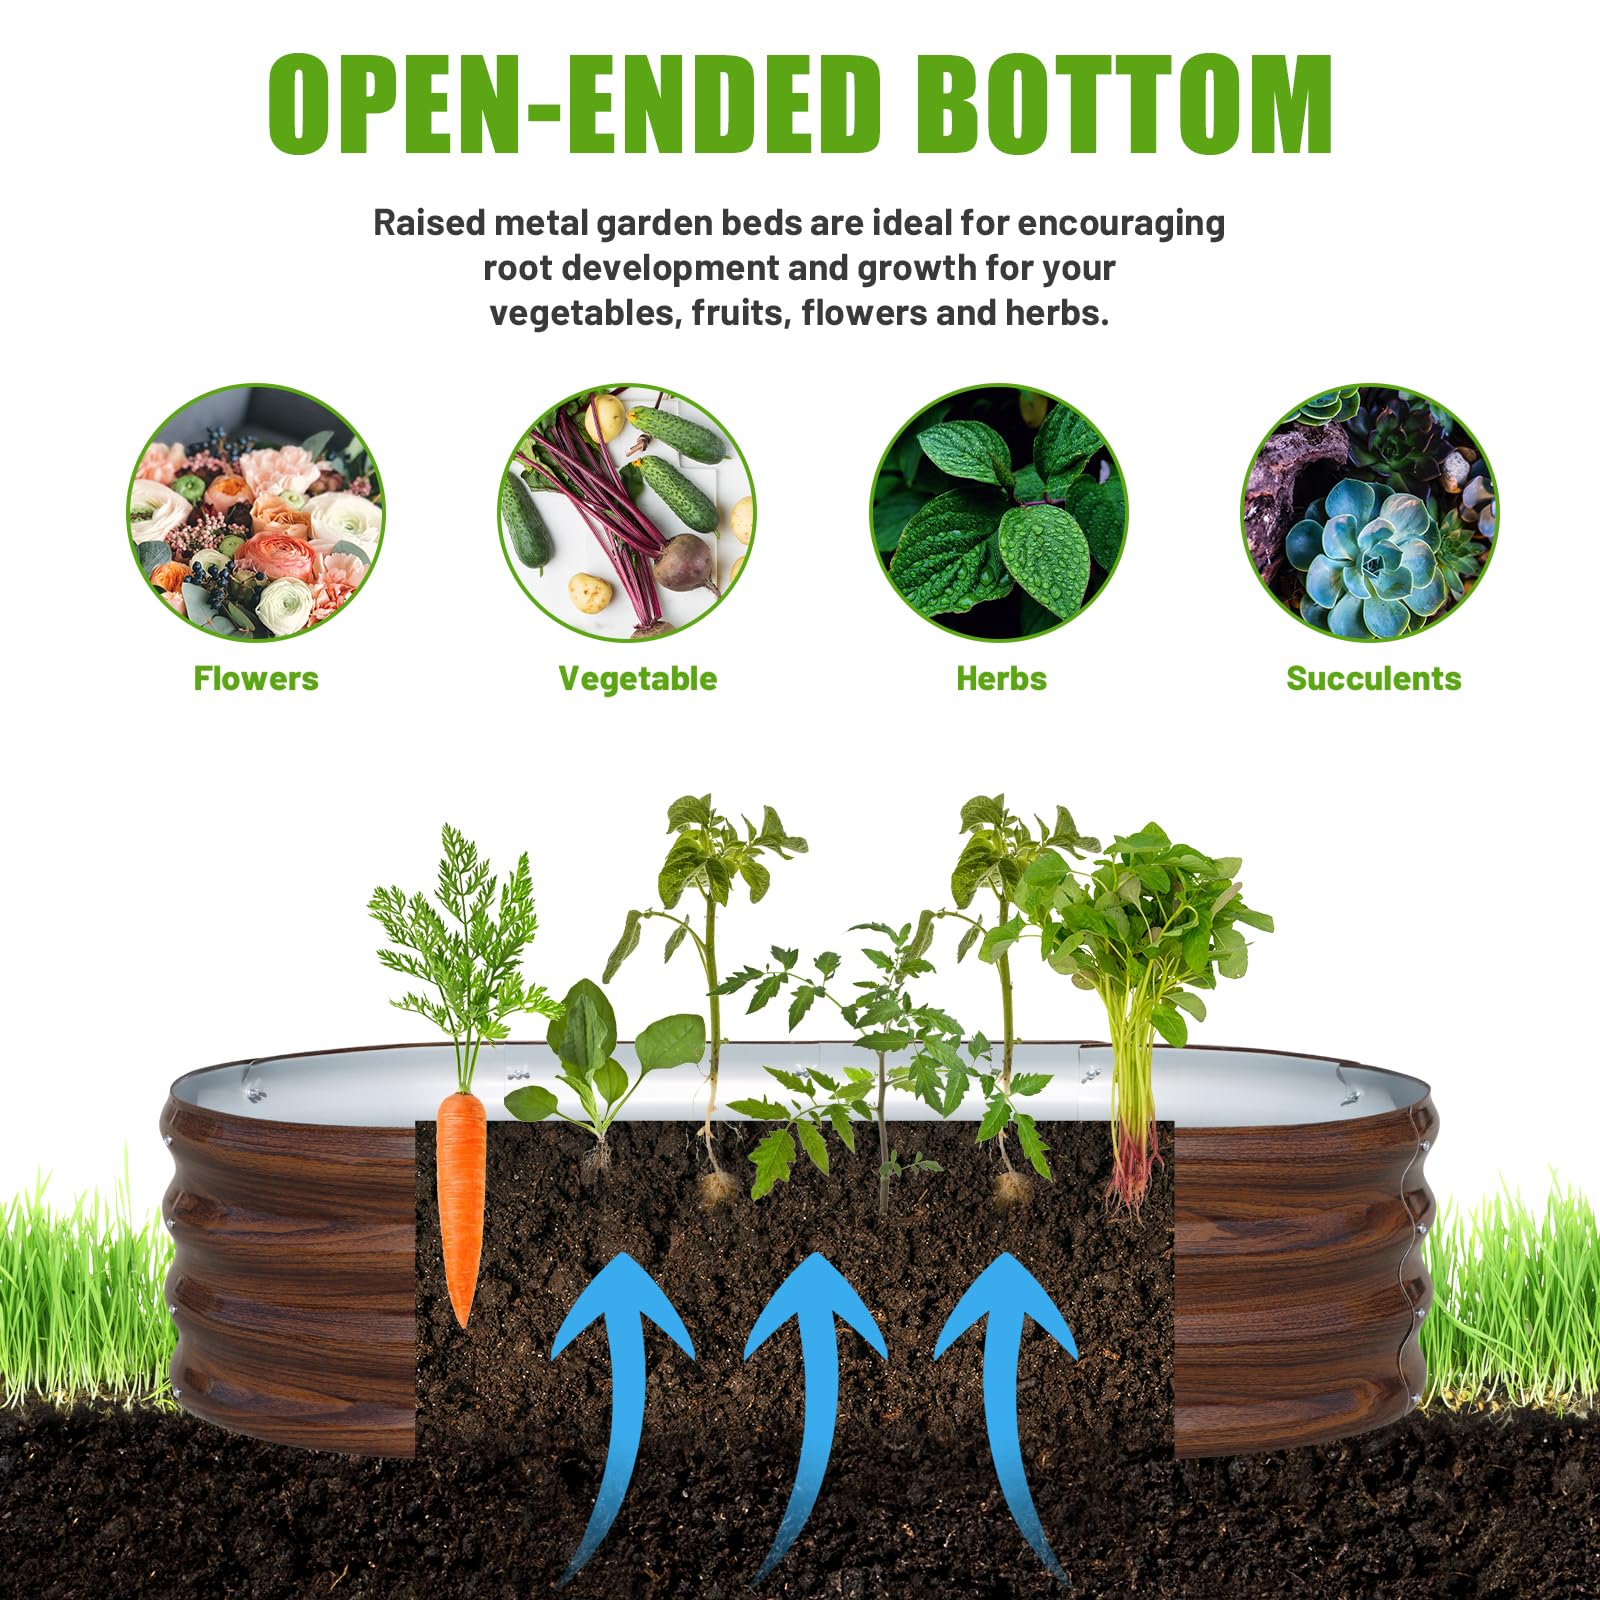 OPEN-ENDED BOTTOM
Raised metal garden beds are ideal for encouraging
root development and growth for your
vegetables, fruits, flowers and herbs.
Flowers
Vegetable
Herbs
Succulents